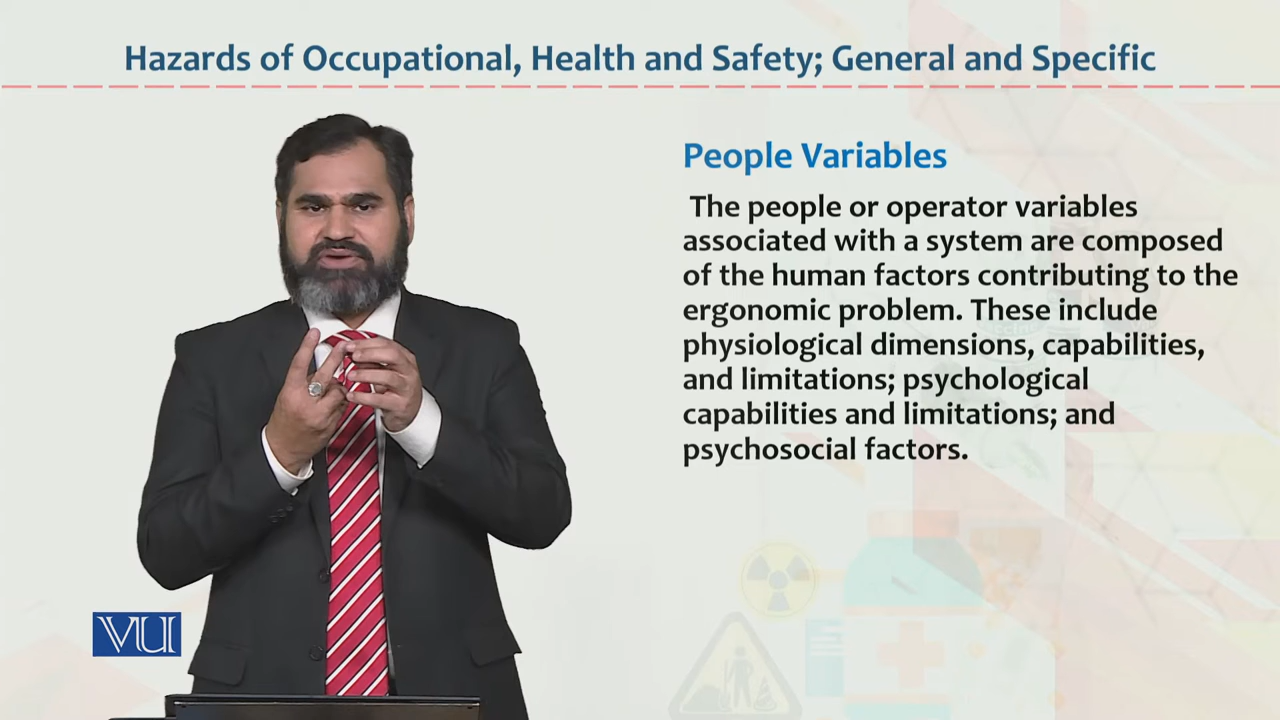 Hazards of Occupational, Health and Safety; General and Specific
People Variables
The people or operator variables
associated with a system are composed
of the human factors contributing to the
ergonomic problem. These include
physiological dimensions, capabilities,
and limitations; psychological
capabilities and limitations; and
psychosocial factors.
VU